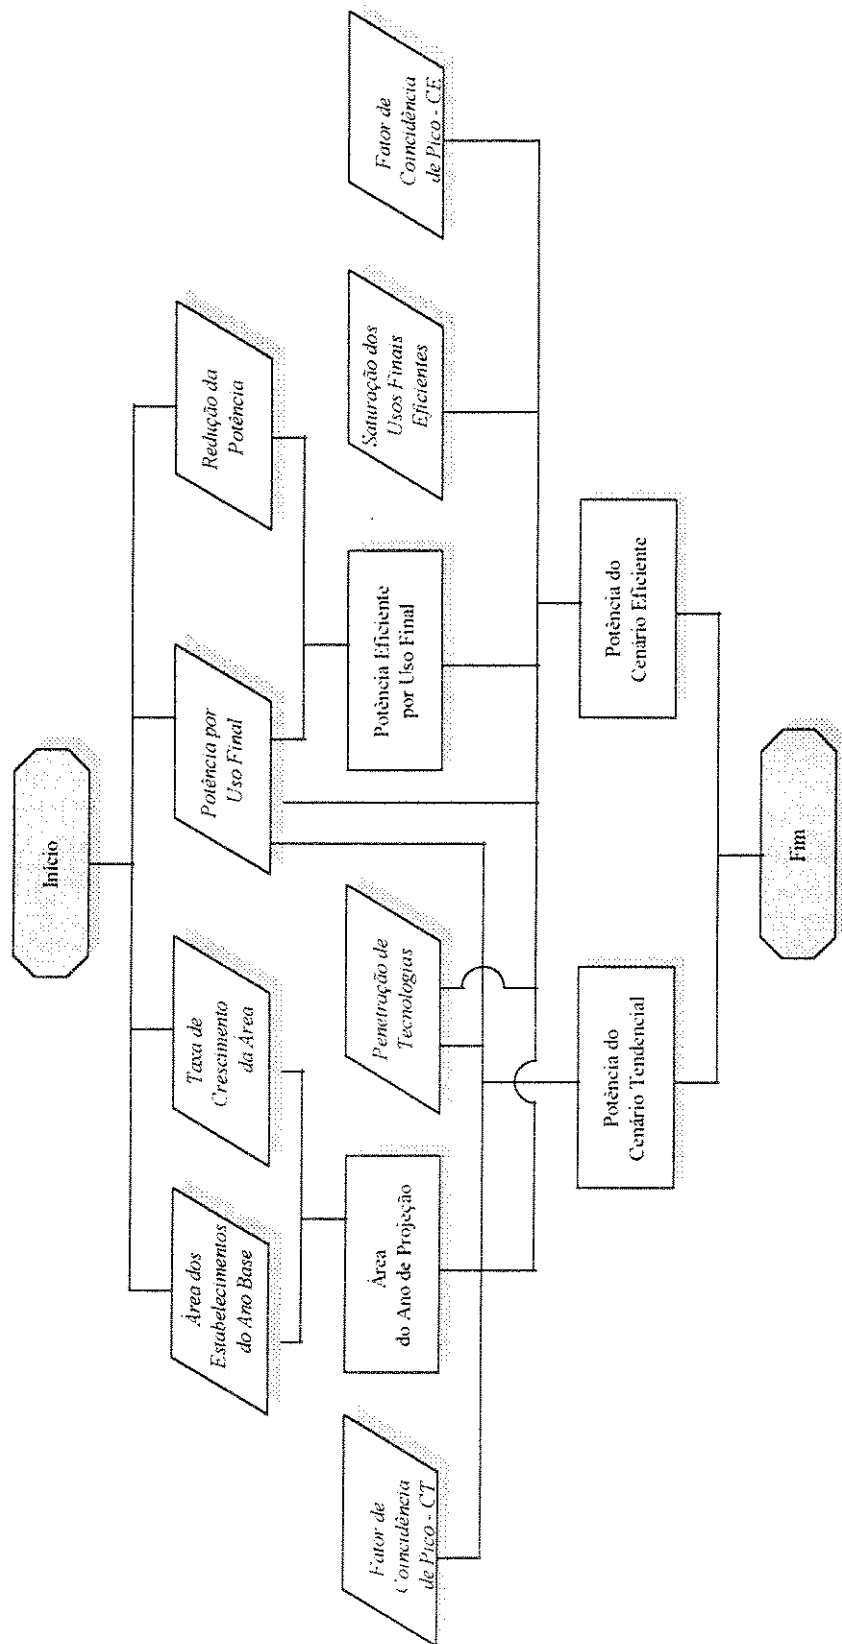 Início
Área dos
Estabelecimentos
do Ano Base
Taxa de
Crescimento
da Área
Potência por
Uso Final
Redução da
Potência
Fator de
Coincidência
de Pico - CT
Área
do Ano de Projeção
Penetração de
Tecnologias
Potência Eficiente
por Uso Final
Saturação dos
Usos Finais
Eficientes
Fator de
Coincidência
de Pico - CE
Potência do
Cenário Tendencial
Potência do
Cenário Eficiente
Fim